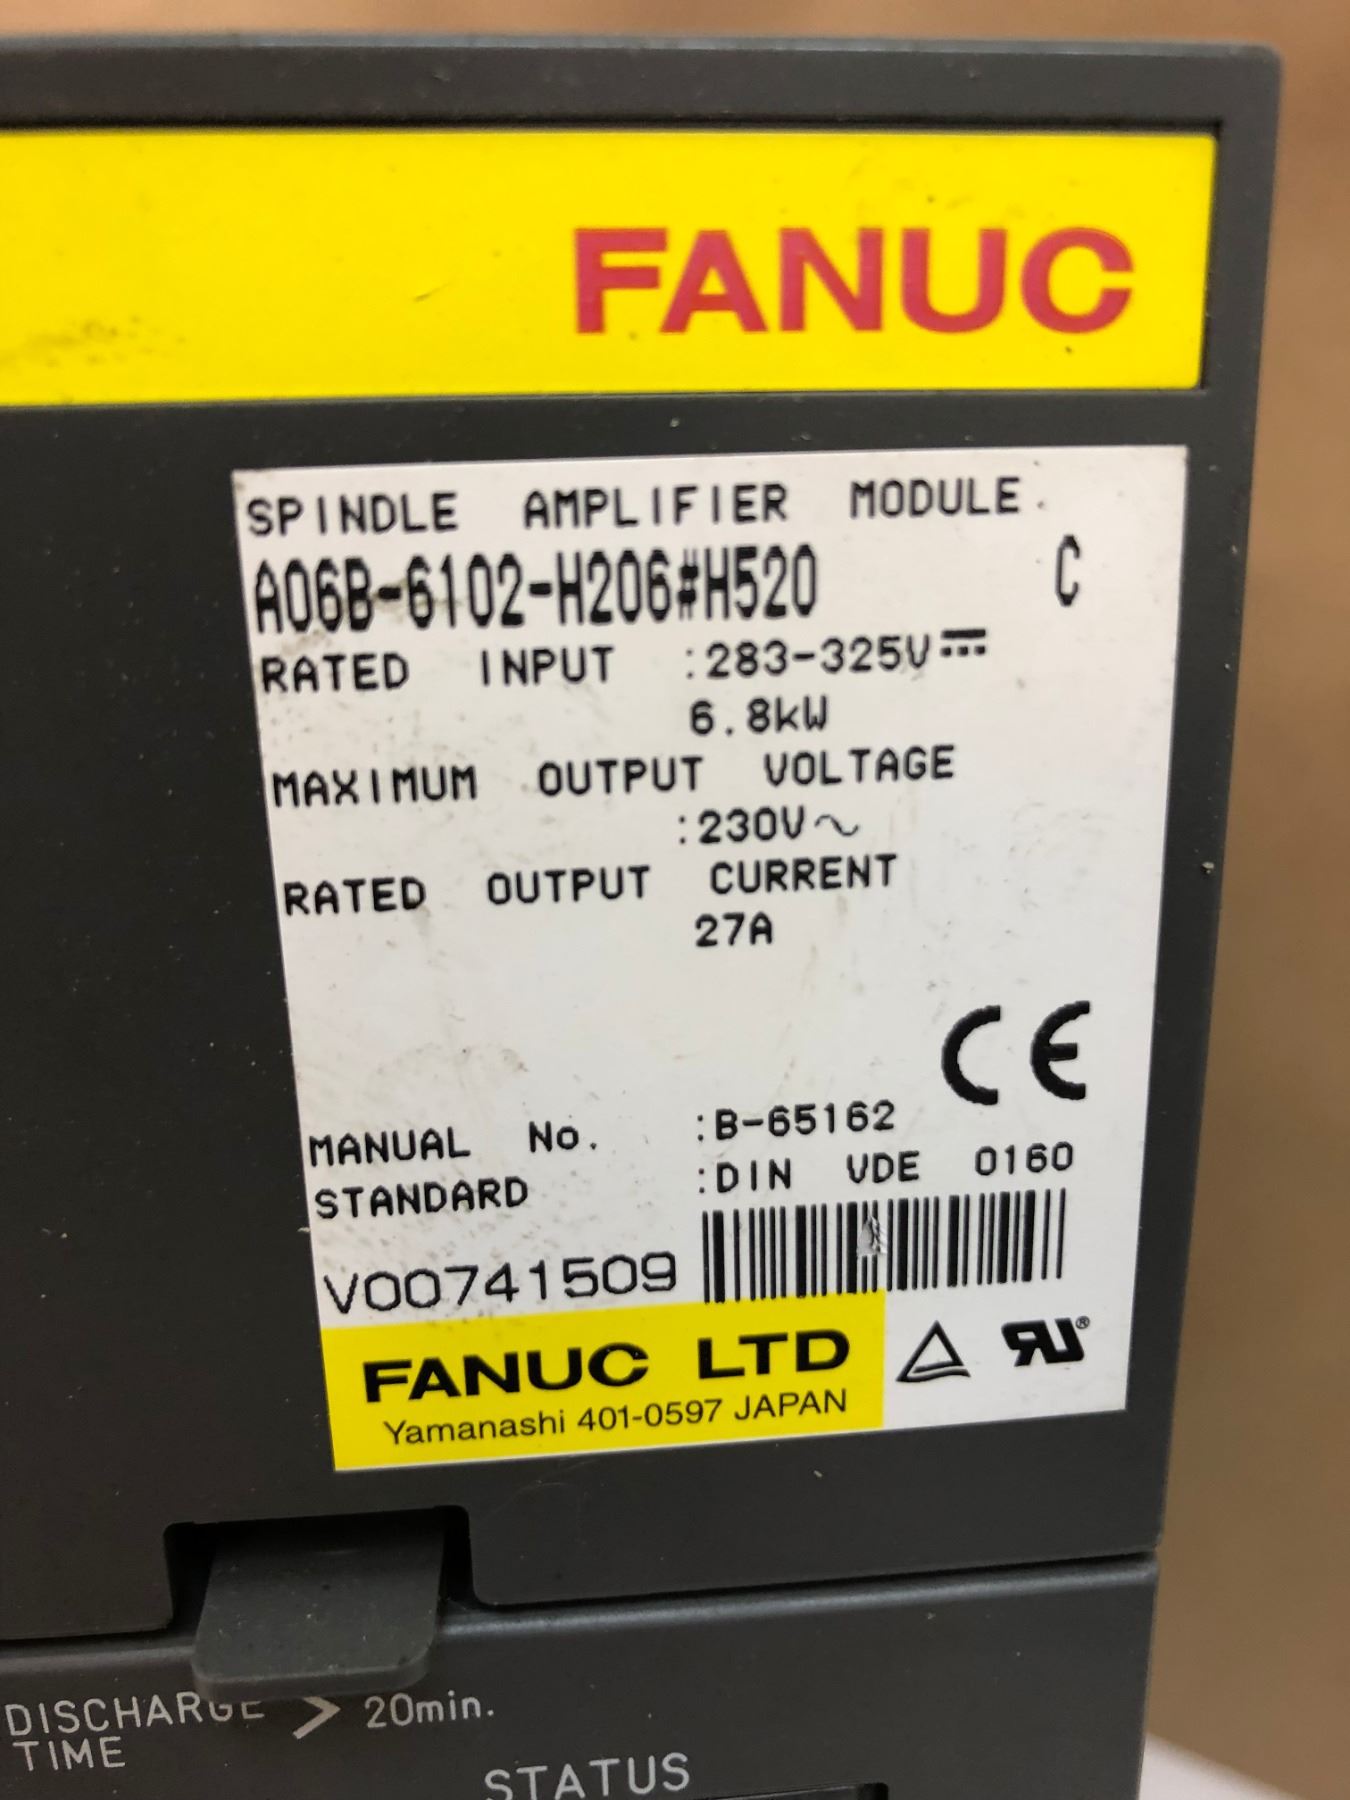 FANUC
SPINDLE AMPLIFIER MODULE
A06B-6102-H206#H520 C
RATED INPUT :283-325V⎓
6.8kW
MAXIMUM OUTPUT VOLTAGE
:230V~
RATED OUTPUT CURRENT
27A
CE
MANUAL No. :B-65162
STANDARD :DIN VDE 0160
V00741509
FANUC LTD
Yamanashi 401-0597 JAPAN
RU®
DISCHARGE > 20min.
TIME
STATUS